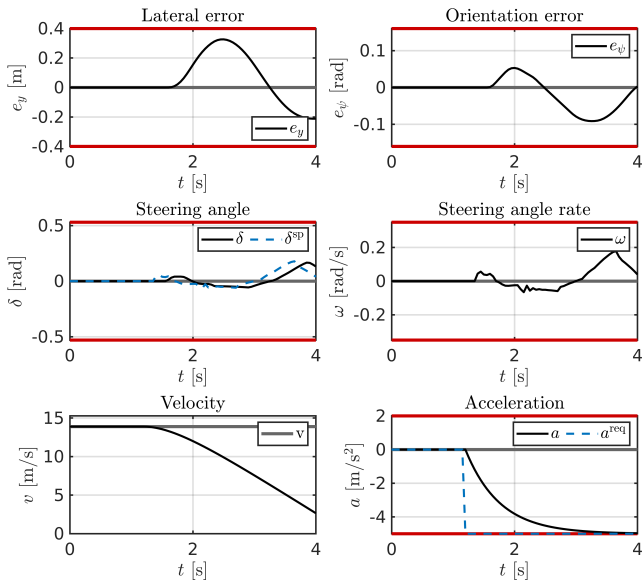 Lateral error
0.4
0.2
0
-0.2
-0.4
e_y [m]
e_y
0
2
4
t [s]
Orientation error
0.1
0
-0.1
e_ψ [rad]
e_ψ
0
2
4
t [s]
Steering angle
0.5
0
-0.5
δ [rad]
δ δ^sp
0
2
4
t [s]
Steering angle rate
0.2
0
-0.2
ω [rad/s]
ω
0
2
4
t [s]
Velocity
15
10
5
0
v [m/s]
v
0
2
4
t [s]
Acceleration
2
0
-2
-4
a [m/s²]
a a^req
0
2
4
t [s]